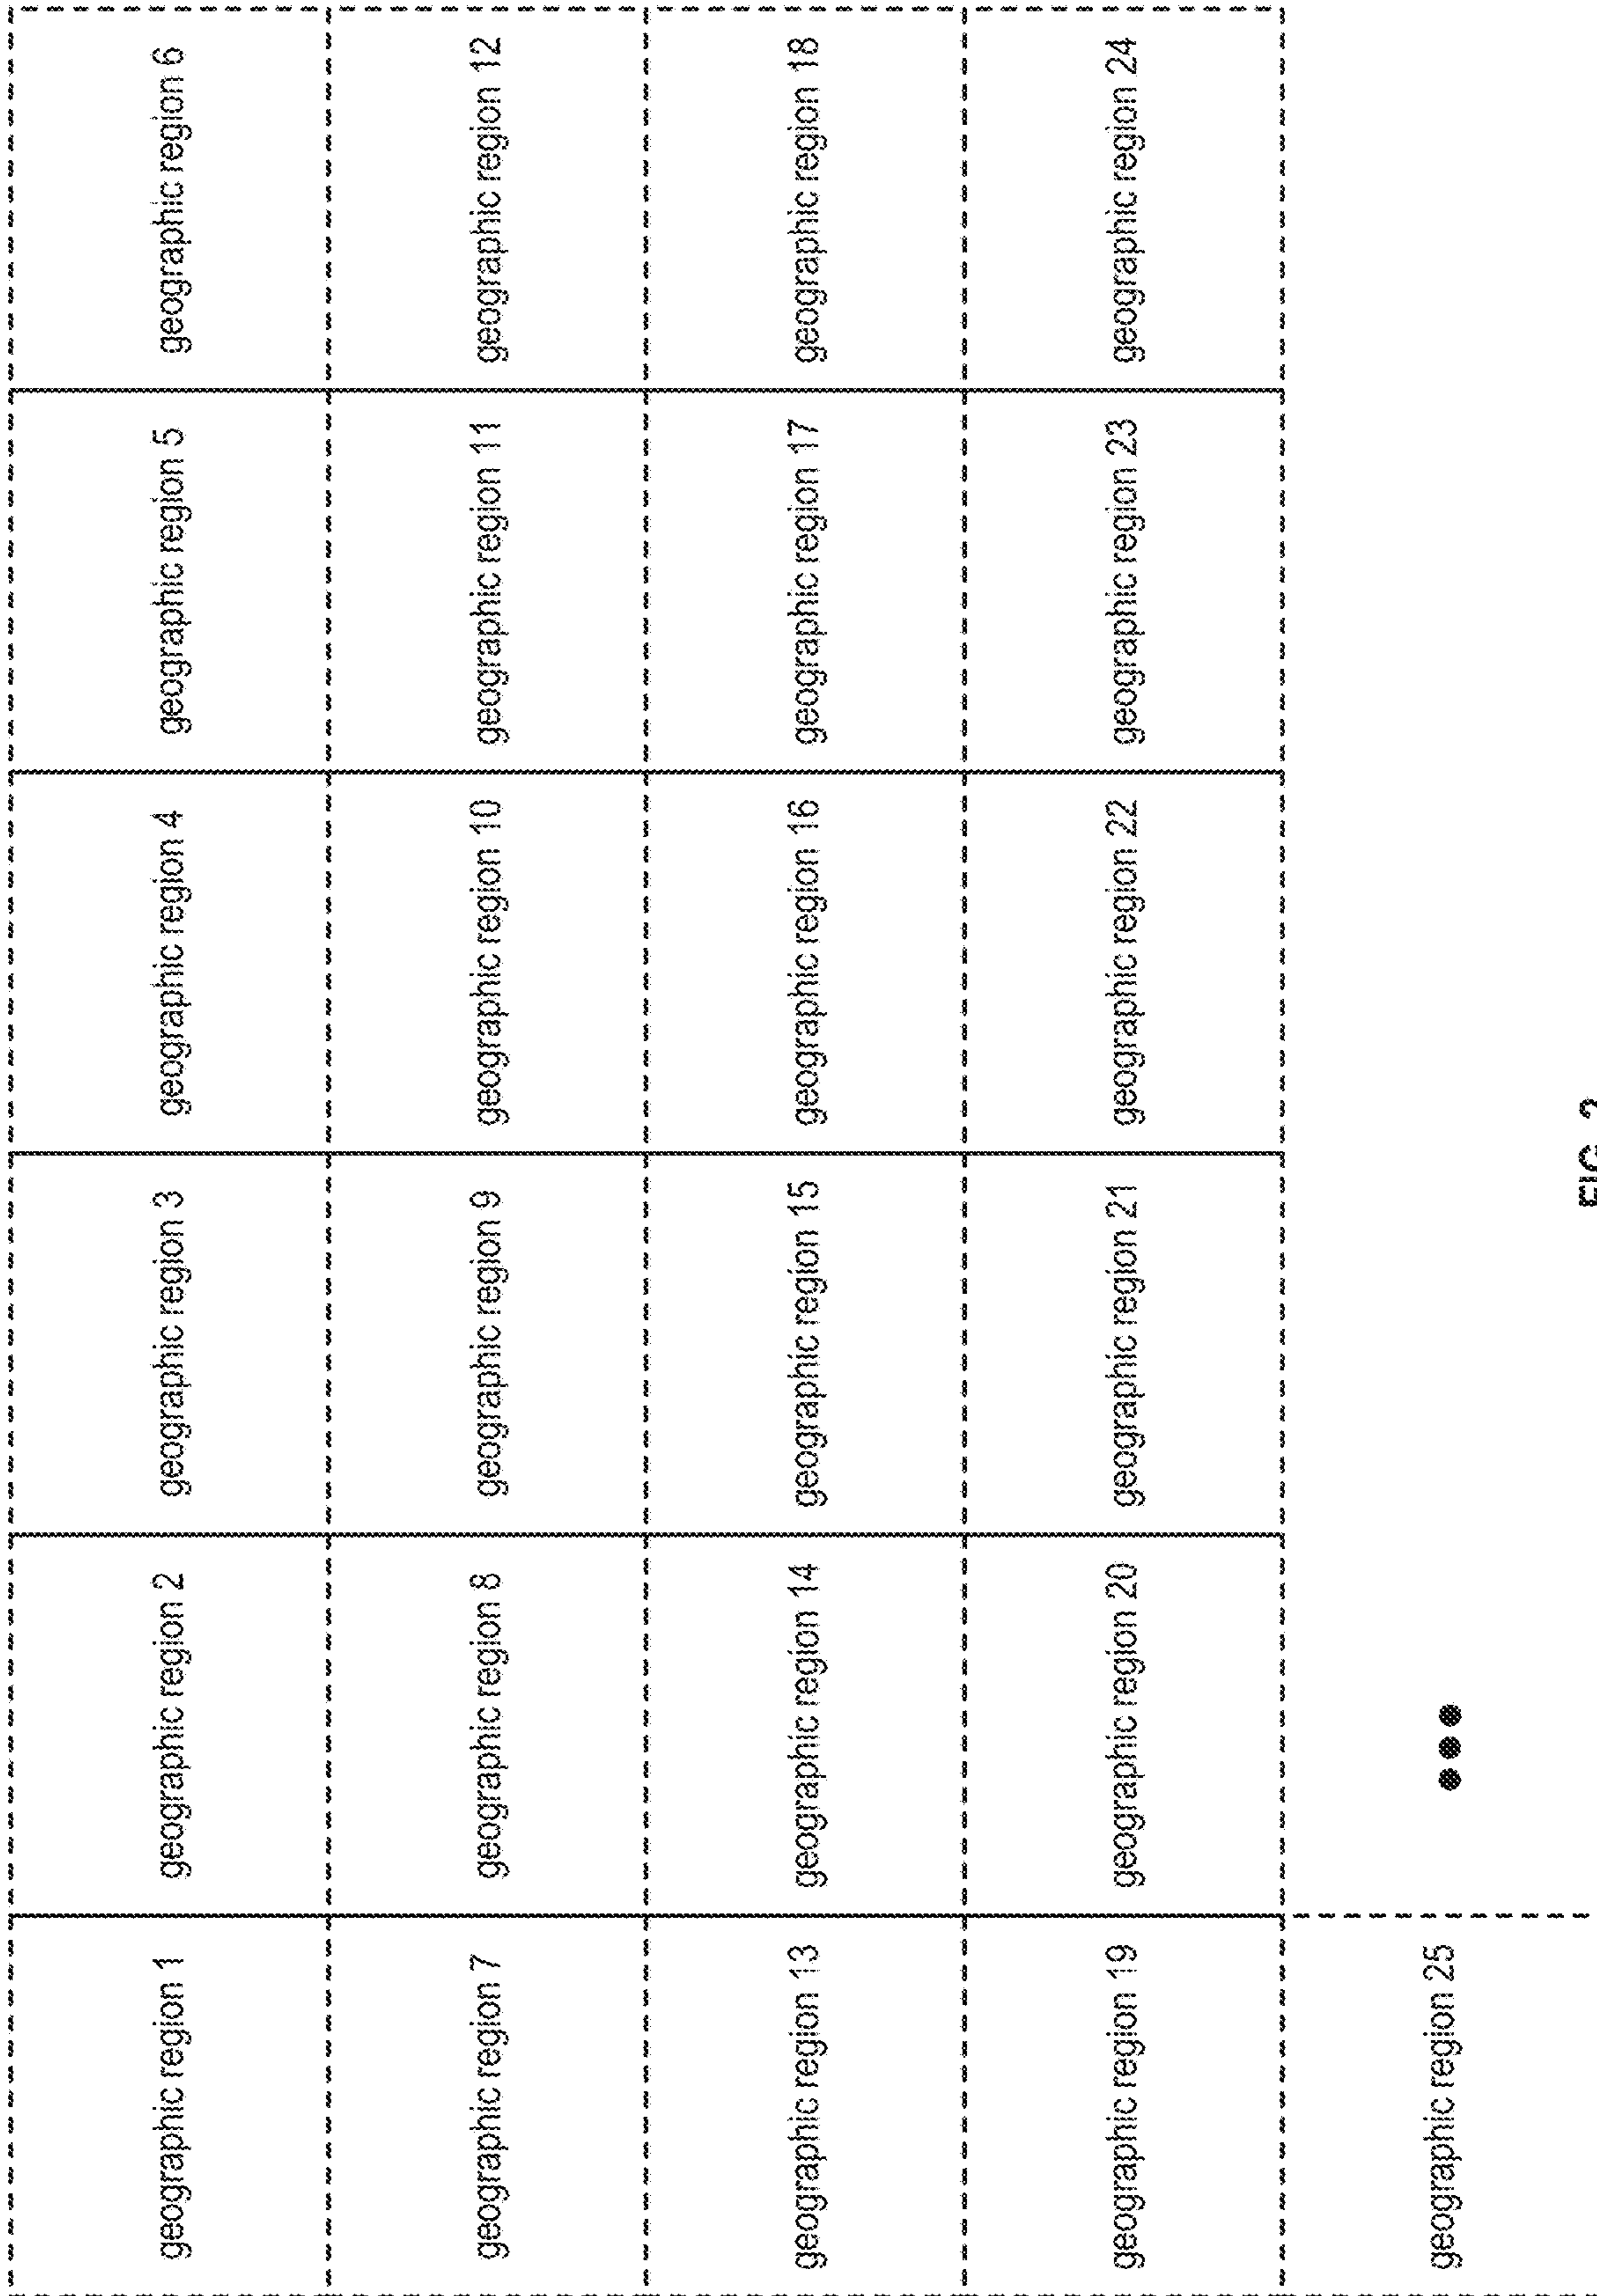 geographic region 1
geographic region 2
geographic region 3
geographic region 4
geographic region 5
geographic region 6
geographic region 7
geographic region 8
geographic region 9
geographic region 10
geographic region 11
geographic region 12
geographic region 13
geographic region 14
geographic region 15
geographic region 16
geographic region 17
geographic region 18
geographic region 19
geographic region 20
geographic region 21
geographic region 22
geographic region 23
geographic region 24
geographic region 25
FIG.